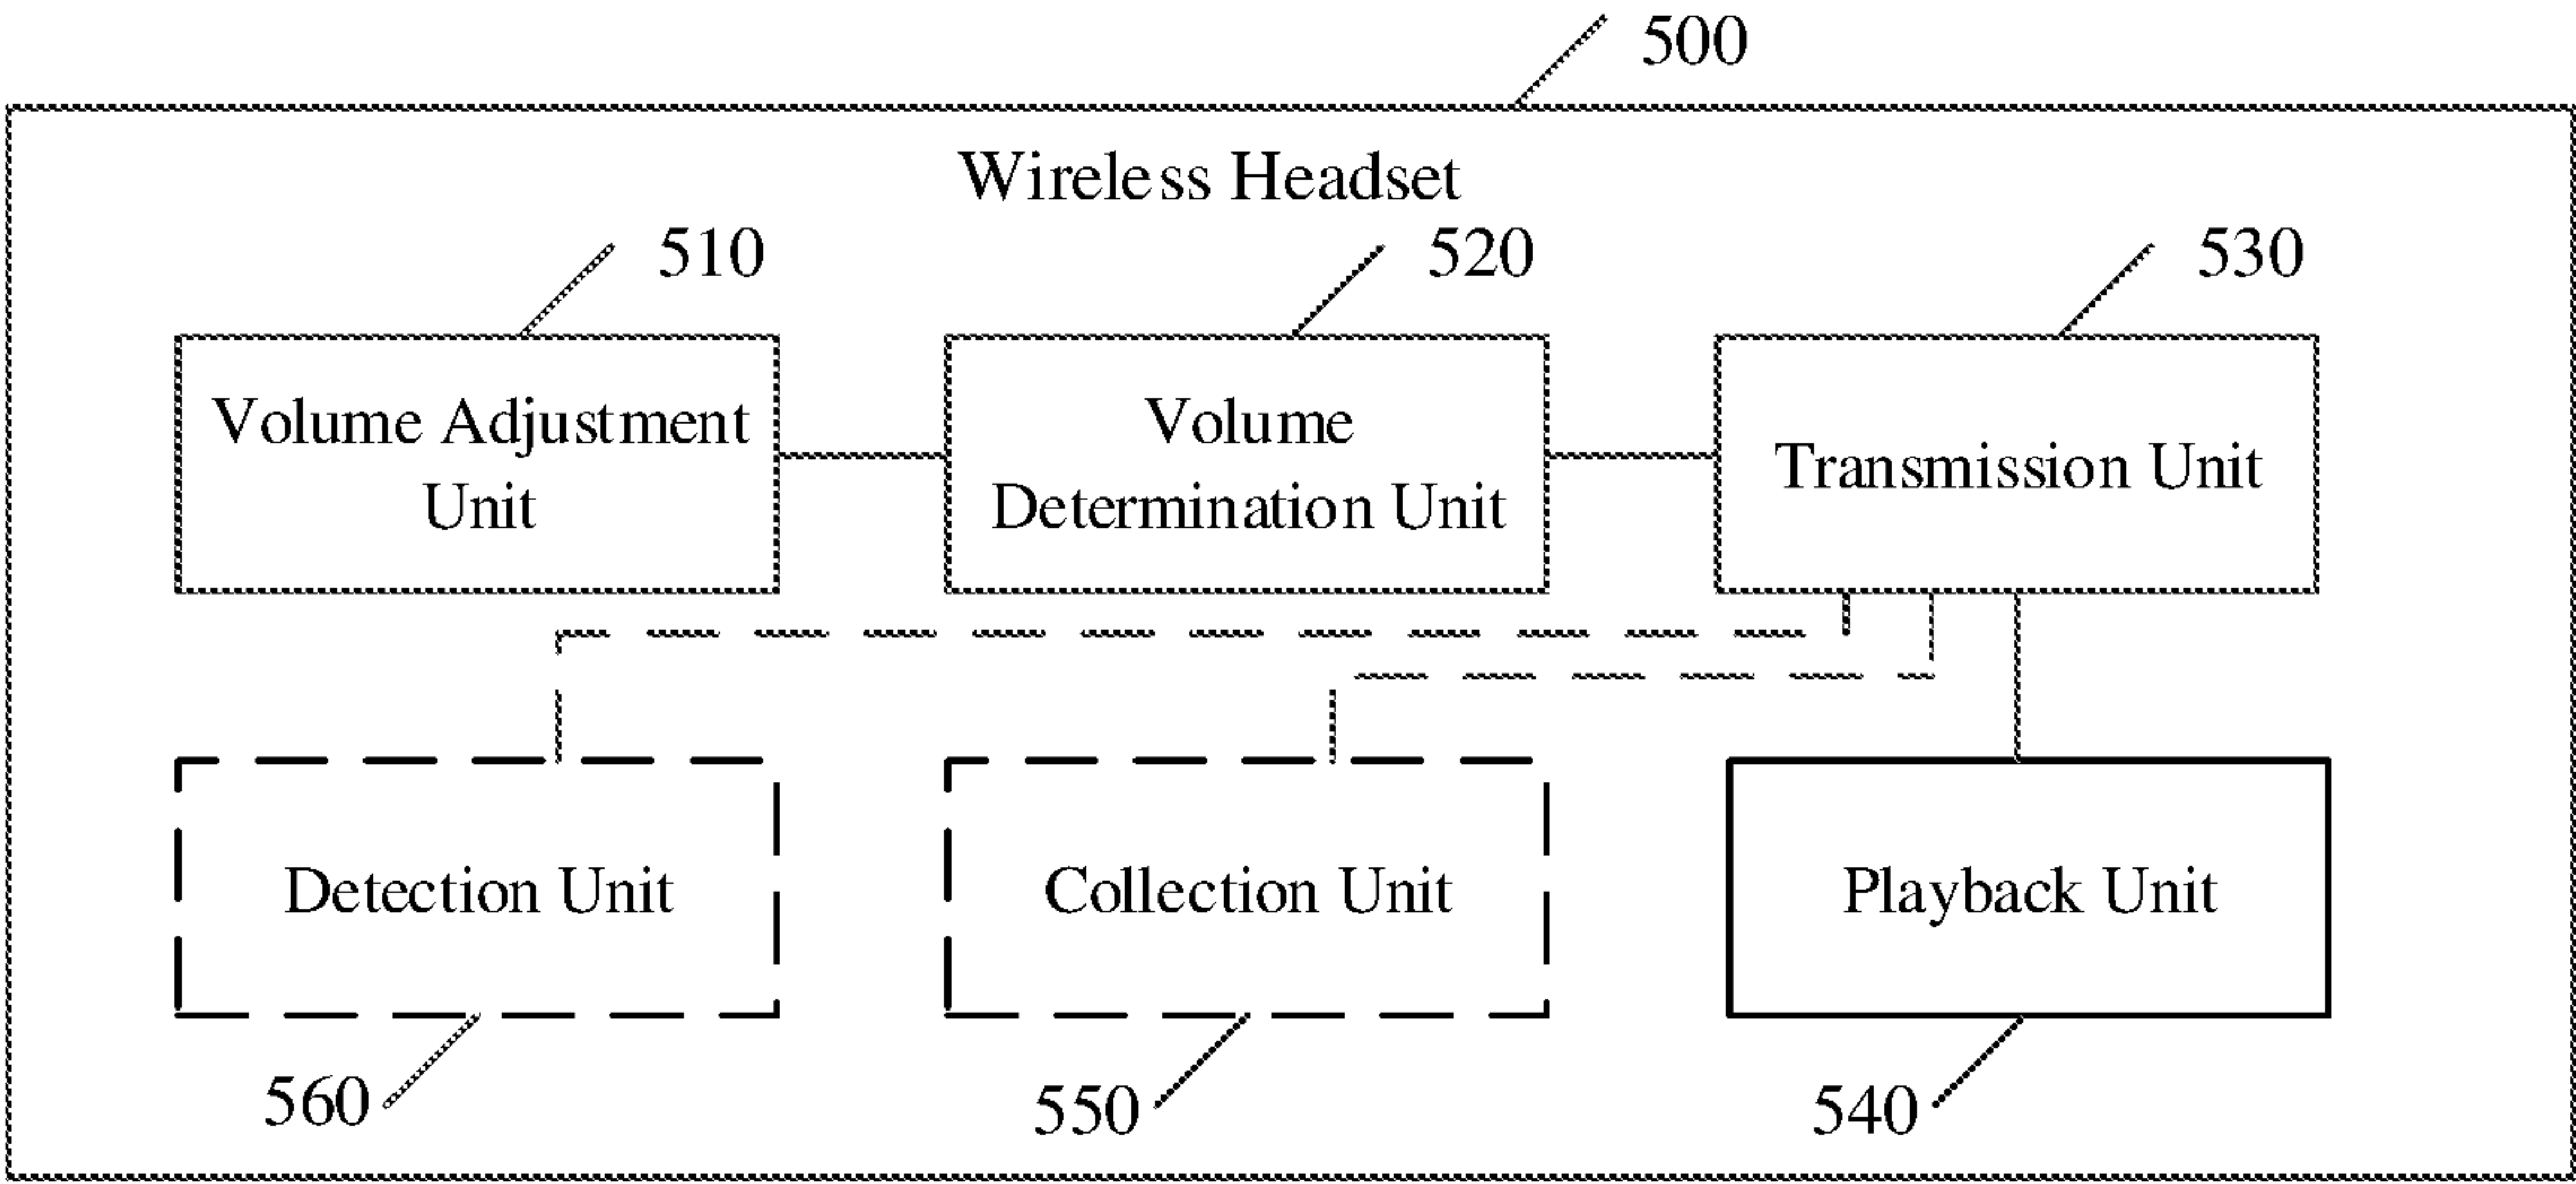 500
Wireless Headset
510
520
530
Volume Adjustment
Unit
Volume
Determination Unit
Transmission Unit
Detection Unit
Collection Unit
Playback Unit
560
550
540